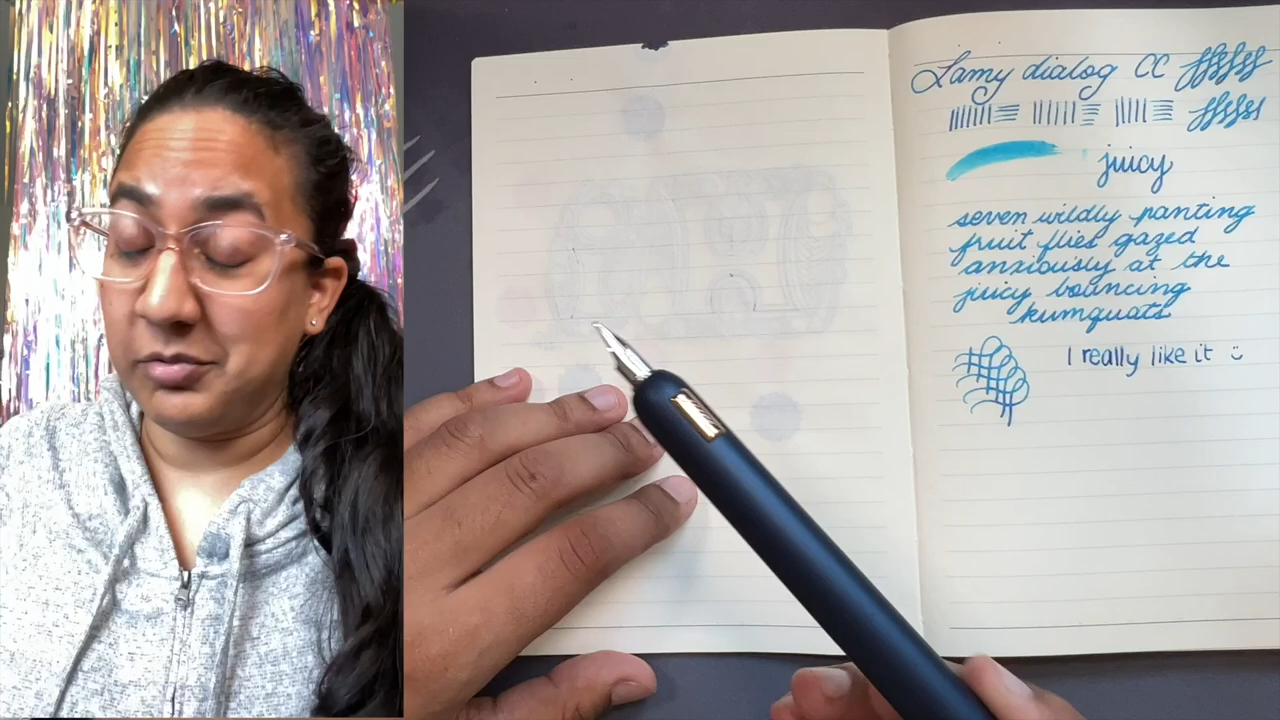 Lamy dialog CC
juicy
seven wildly panting
fruit flies gazed
anxiously at the
juicy bouncing
kumquats
I really like it :)